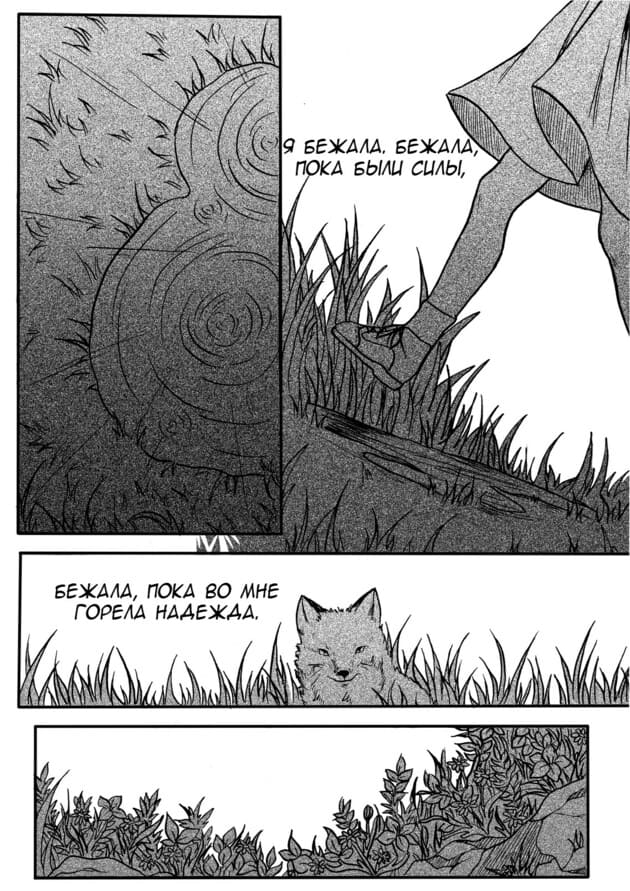 Я БЕЖАЛА. БЕЖАЛА,
ПОКА БЫЛИ СИЛЫ,
БЕЖАЛА, ПОКА ВО МНЕ
ГОРЕЛА НАДЕЖДА.